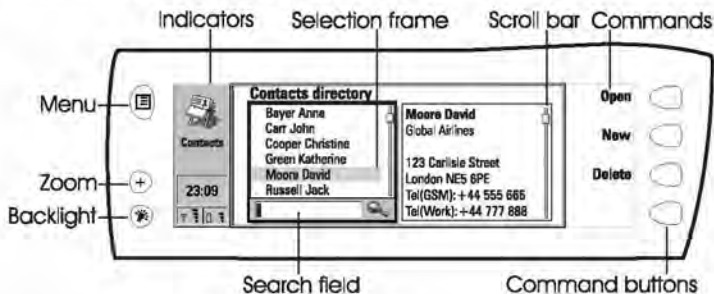 Indicators
Selection frame
Scroll bar
Commands
Menu
Zoom
Backlight
Contacts
23:09
Contacts directory
Bayer Anne
Carr John
Cooper Christine
Green Katherine
Moore David
Russell Jack
Moore David
Global Airlines
123 Carlisle Street
London NE5 6PE
Tel(GSM):+44 555 665
Tel(Work):+44 777 888
Open
New
Delete
Search field
Command buttons